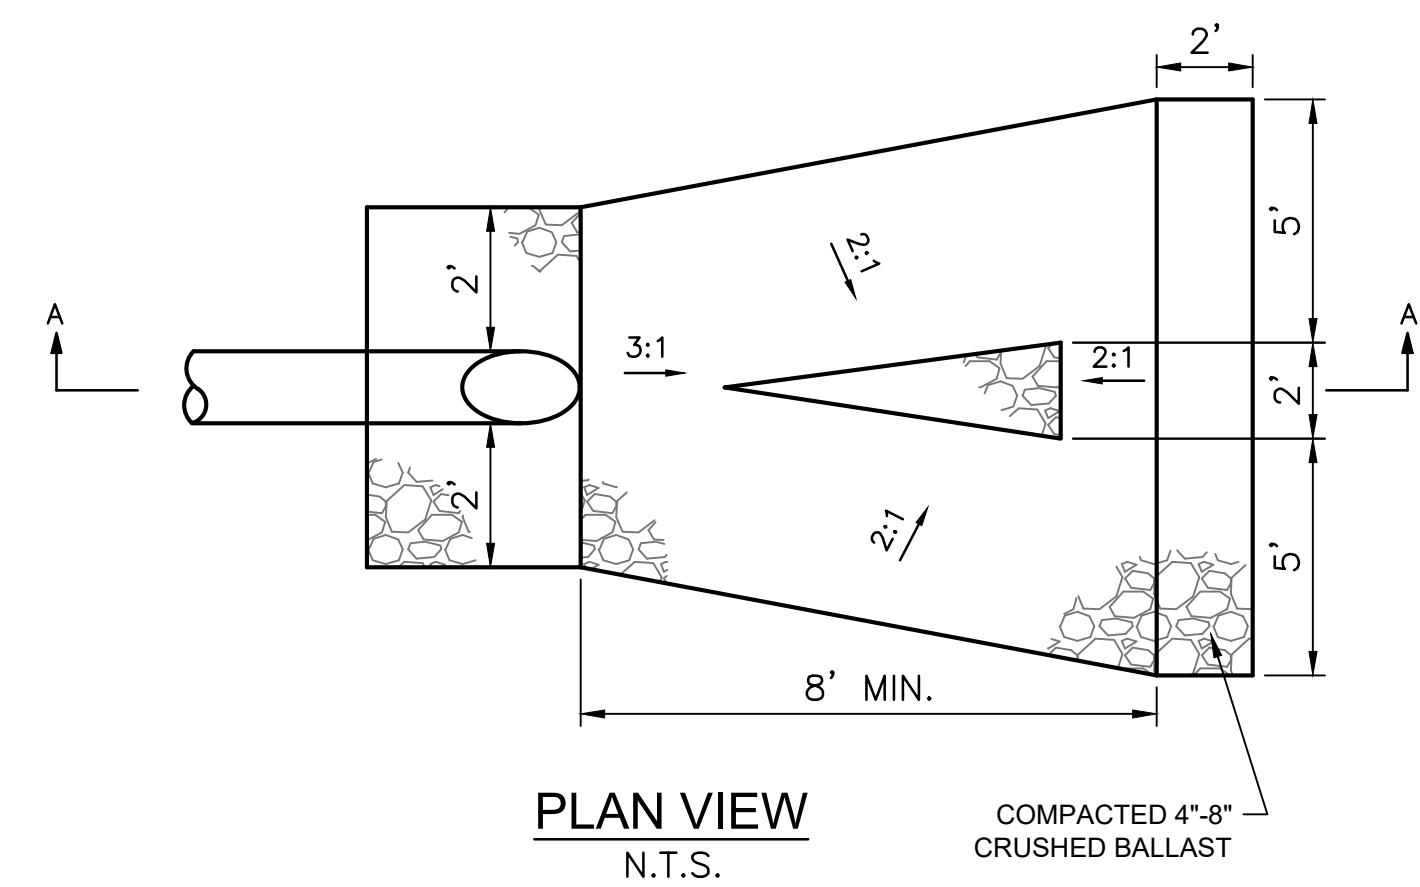 2'
5'
2'
2:1
A
A
3:1
2:1
2'
2'
2:1
5'
8' MIN.
PLAN VIEW
N.T.S.
COMPACTED 4"-8"
CRUSHED BALLAST